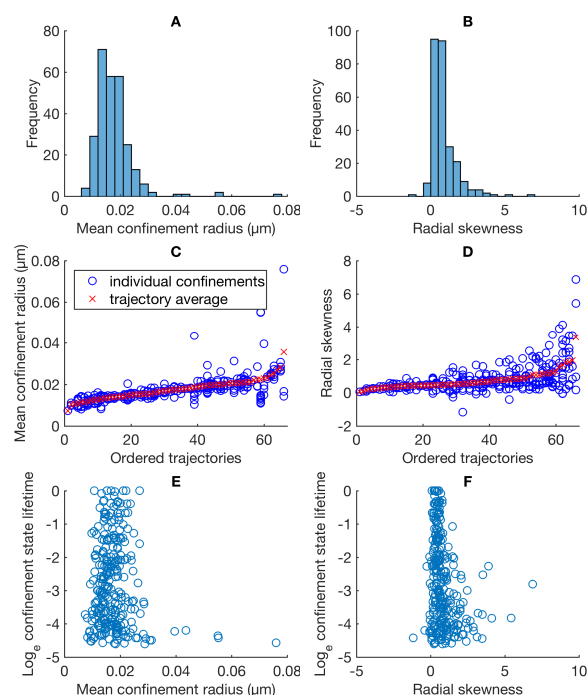 A
B
80
60
40
20
0
Frequency
0
0.02
0.04
0.06
0.08
Mean confinement radius (μm)
100
80
60
40
20
0
Frequency
-5
0
5
10
Radial skewness
C
D
0.08
0.06
0.04
0.02
0
Mean confinement radius (μm)
individual confinements
trajectory average
0
20
40
60
Ordered trajectories
6
4
2
0
-2
Radial skewness
0
20
40
60
Ordered trajectories
E
F
0
-1
-2
-3
-4
-5
Log_e confinement state lifetime
0
0.02
0.04
0.06
0.08
Mean confinement radius (μm)
0
-1
-2
-3
-4
-5
Log_e confinement state lifetime
-5
0
5
10
Radial skewness